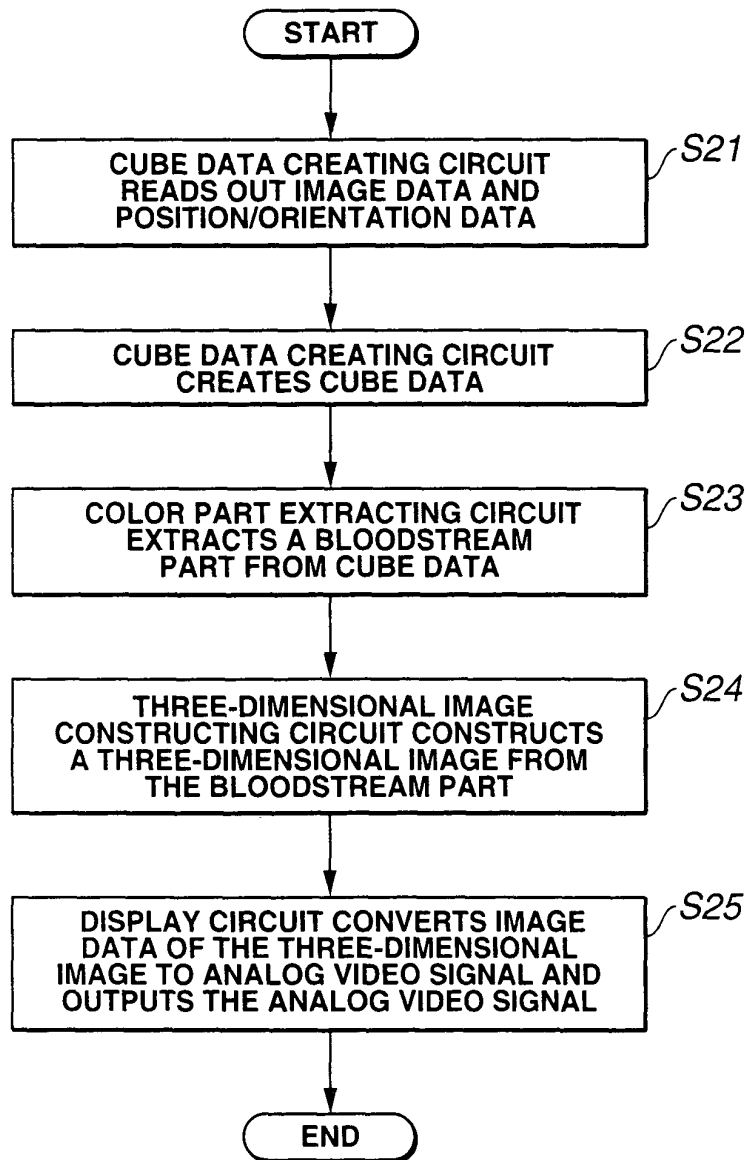 START
S21
CUBE DATA CREATING CIRCUIT
READS OUT IMAGE DATA AND
POSITION/ORIENTATION DATA
S22
CUBE DATA CREATING CIRCUIT
CREATES CUBE DATA
S23
COLOR PART EXTRACTING CIRCUIT
EXTRACTS A BLOODSTREAM
PART FROM CUBE DATA
S24
THREE-DIMENSIONAL IMAGE
CONSTRUCTING CIRCUIT CONSTRUCTS
A THREE-DIMENSIONAL IMAGE FROM
THE BLOODSTREAM PART
S25
DISPLAY CIRCUIT CONVERTS IMAGE
DATA OF THE THREE-DIMENSIONAL
IMAGE TO ANALOG VIDEO SIGNAL AND
OUTPUTS THE ANALOG VIDEO SIGNAL
END